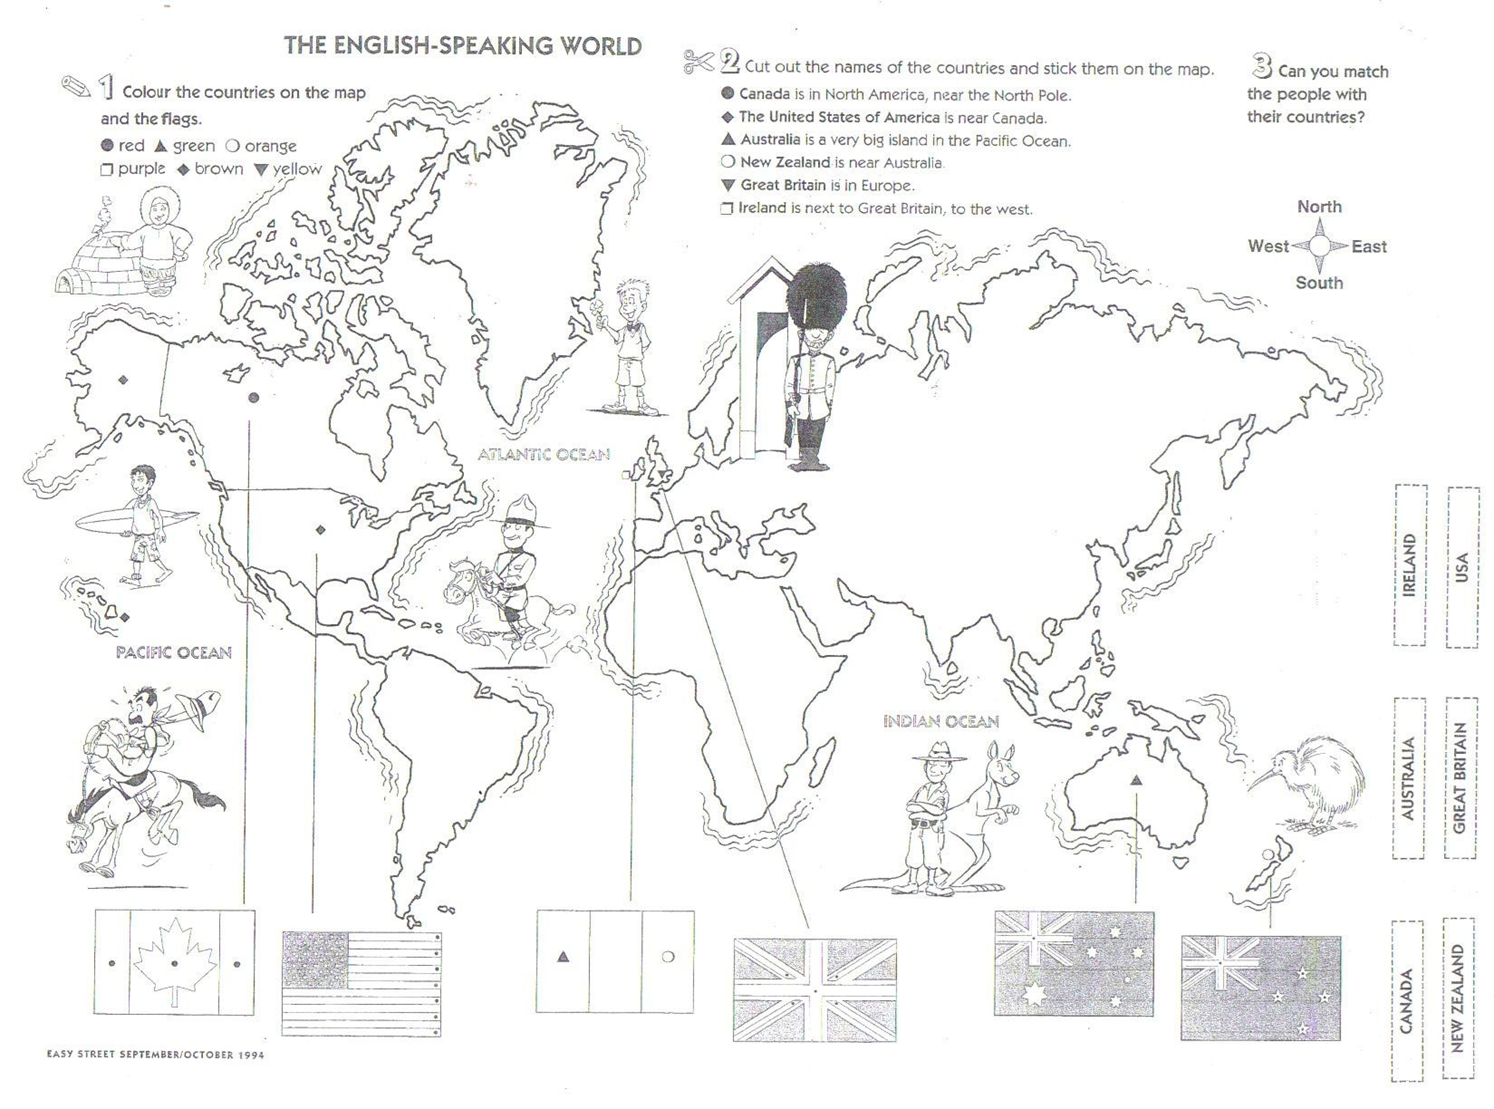 THE ENGLISH-SPEAKING WORLD
1 Colour the countries on the map
and the flags.
● red ▲ green ○ orange
□ purple ◆ brown ▼ yellow
2 Cut out the names of the countries and stick them on the map.
● Canada is in North America, near the North Pole.
◆ The United States of America is near Canada.
▲ Australia is a very big island in the Pacific Ocean.
○ New Zealand is near Australia.
▼ Great Britain is in Europe.
□ Ireland is next to Great Britain, to the west.
3 Can you match
the people with
their countries?
North
West East
South
ATLANTIC OCEAN
PACIFIC OCEAN
INDIAN OCEAN
IRELAND
USA
AUSTRALIA
GREAT BRITAIN
CANADA
NEW ZEALAND
EASY STREET SEPTEMBER/OCTOBER 1994